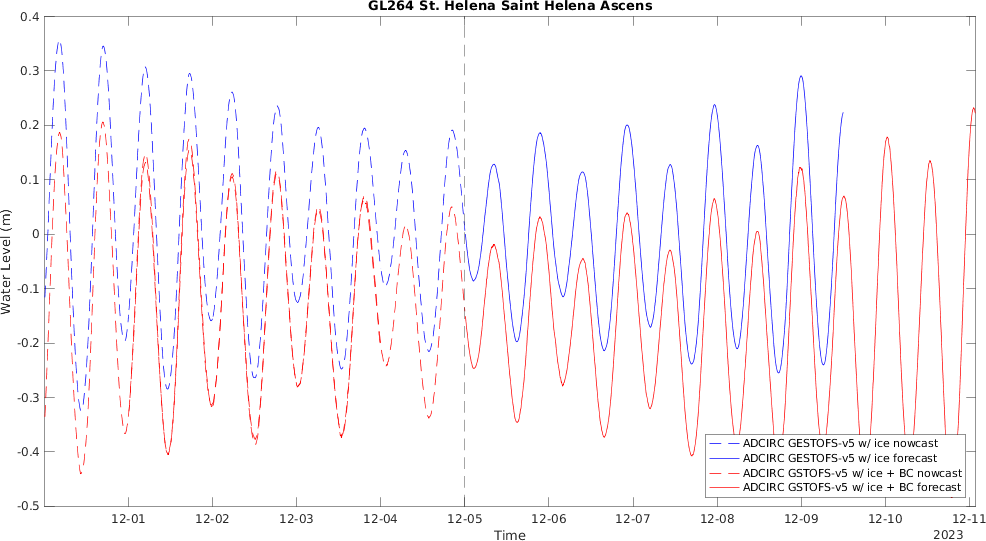 GL264 St. Helena Saint Helena Ascens
0.4
0.3
0.2
0.1
0
-0.1
-0.2
-0.3
-0.4
-0.5
Water Level (m)
12-01 12-02 12-03 12-04 12-05 12-06 12-07 12-08 12-09 12-10 12-11
Time
2023
ADCIRC GESTOFS-v5 w/ ice nowcast
ADCIRC GESTOFS-v5 w/ ice forecast
ADCIRC GSTOFS-v5 w/ ice + BC nowcast
ADCIRC GSTOFS-v5 w/ ice + BC forecast